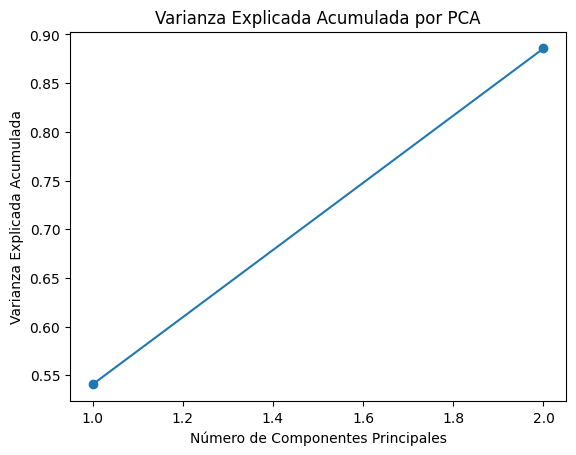 Varianza Explicada Acumulada por PCA
0.90
0.85
0.80
0.75
0.70
0.65
0.60
0.55
Varianza Explicada Acumulada
1.0 1.2 1.4 1.6 1.8 2.0
Número de Componentes Principales